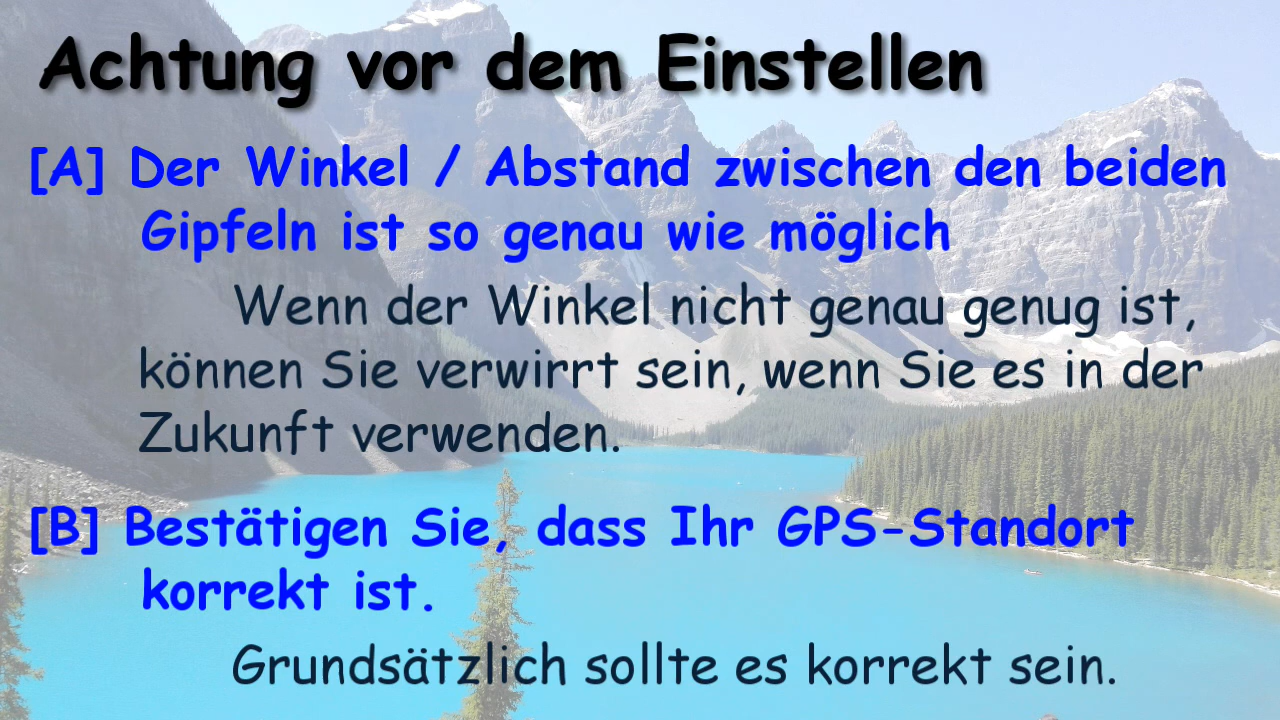 Achtung vor dem Einstellen
[A] Der Winkel / Abstand zwischen den beiden
Gipfeln ist so genau wie möglich
Wenn der Winkel nicht genau genug ist,
können Sie verwirrt sein, wenn Sie es in der
Zukunft verwenden.
[B] Bestätigen Sie, dass Ihr GPS-Standort
korrekt ist.
Grundsätzlich sollte es korrekt sein.